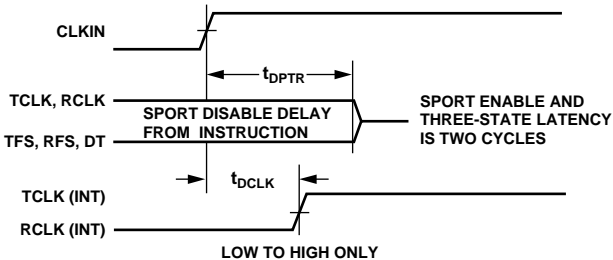 CLKIN
tDPTR
TCLK, RCLK
SPORT DISABLE DELAY
FROM INSTRUCTION
TFS, RFS, DT
SPORT ENABLE AND
THREE-STATE LATENCY
IS TWO CYCLES
tDCLK
TCLK (INT)
RCLK (INT)
LOW TO HIGH ONLY